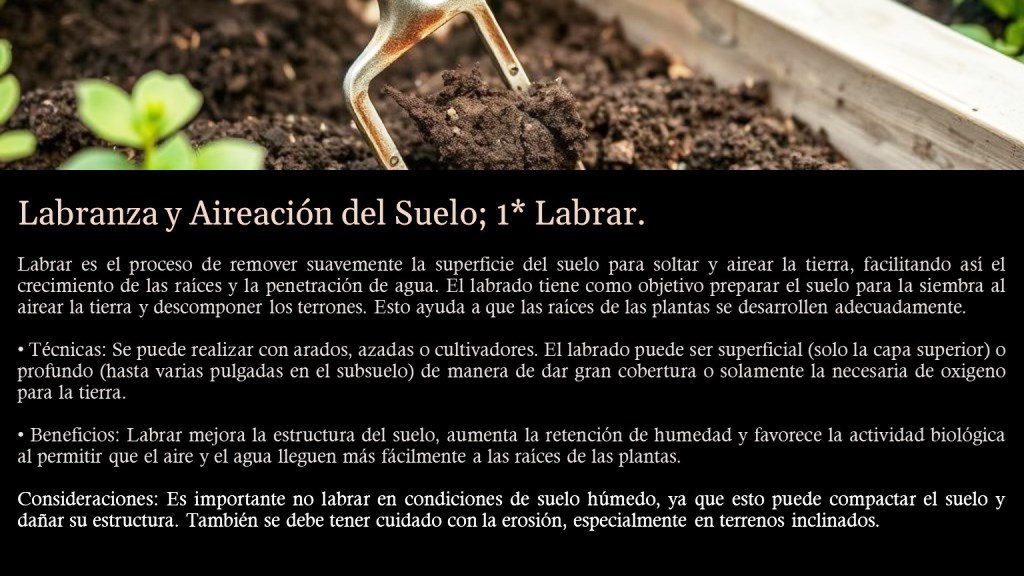 Labranza y Aireación del Suelo; 1* Labrar.
Labrar es el proceso de remover suavemente la superficie del suelo para soltar y airear la tierra, facilitando así el
crecimiento de las raíces y la penetración de agua. El labrado tiene como objetivo preparar el suelo para la siembra al
airear la tierra y descomponer los terrones. Esto ayuda a que las raíces de las plantas se desarrollen adecuadamente.
• Técnicas: Se puede realizar con arados, azadas o cultivadores. El labrado puede ser superficial (solo la capa superior) o
profundo (hasta varias pulgadas en el subsuelo) de manera de dar gran cobertura o solamente la necesaria de oxigeno
para la tierra.
• Beneficios: Labrar mejora la estructura del suelo, aumenta la retención de humedad y favorece la actividad biológica
al permitir que el aire y el agua lleguen más fácilmente a las raíces de las plantas.
Consideraciones: Es importante no labrar en condiciones de suelo húmedo, ya que esto puede compactar el suelo y
dañar su estructura. También se debe tener cuidado con la erosión, especialmente en terrenos inclinados.